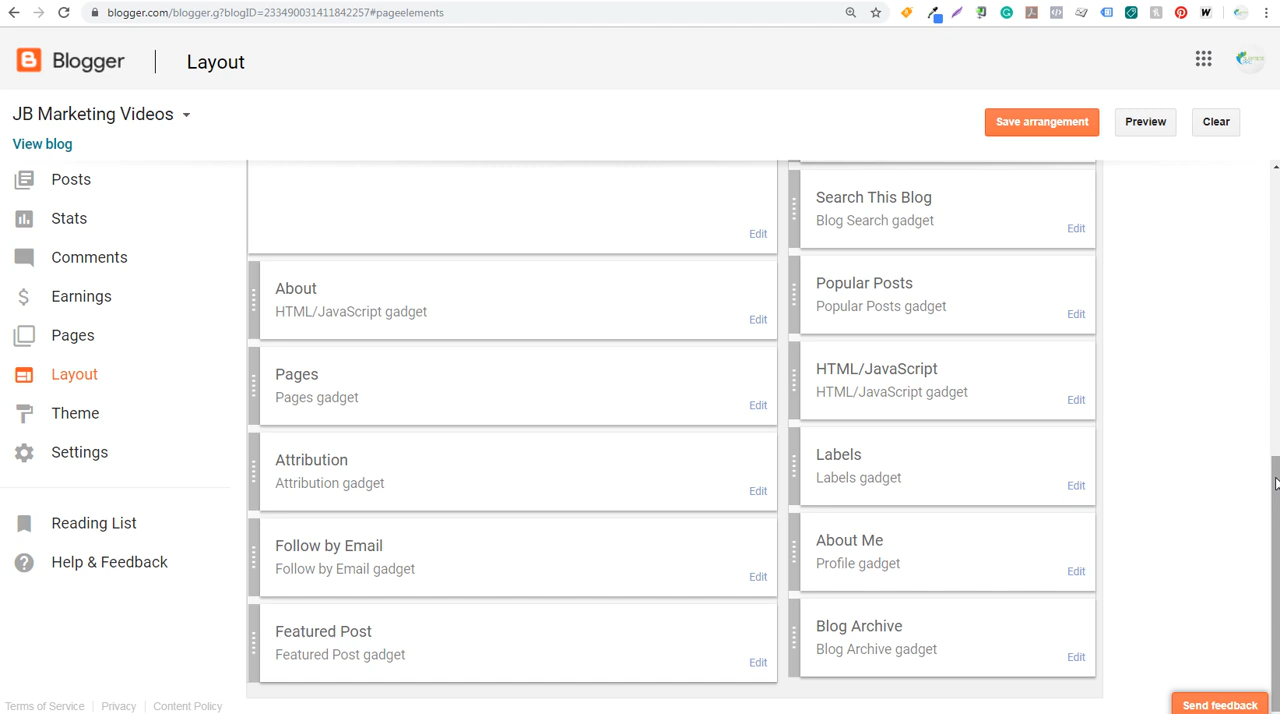 blogger.com/blogger.g?blogID=233490031411842257#pageelements
Blogger
Layout
JB Marketing Videos
View blog
Save arrangement
Preview
Clear
Posts
Stats
Comments
Earnings
Pages
Layout
Theme
Settings
Reading List
Help & Feedback
Edit
About
HTML/JavaScript gadget
Edit
Pages
Pages gadget
Edit
Attribution
Attribution gadget
Edit
Follow by Email
Follow by Email gadget
Edit
Featured Post
Featured Post gadget
Edit
Search This Blog
Blog Search gadget
Edit
Popular Posts
Popular Posts gadget
Edit
HTML/JavaScript
HTML/JavaScript gadget
Edit
Labels
Labels gadget
Edit
About Me
Profile gadget
Edit
Blog Archive
Blog Archive gadget
Edit
Terms of Service
Privacy
Content Policy
Send feedback